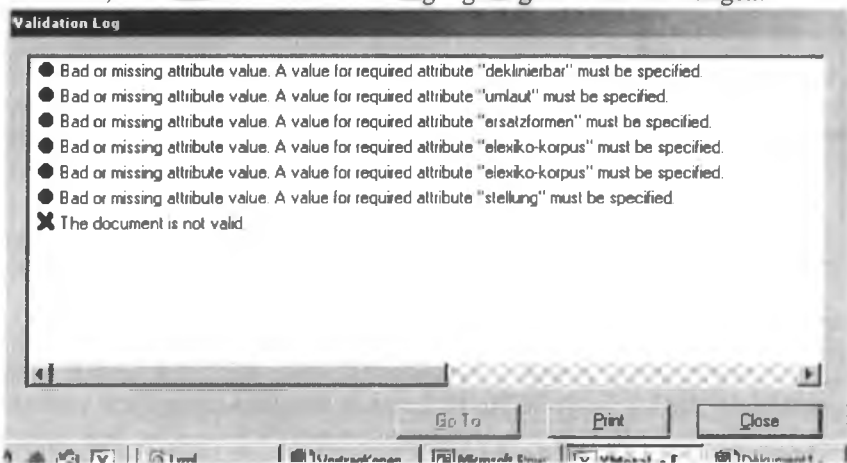 Validation Log
Bad or missing attribute value. A value for required attribute "deklinierbar" must be specified.
Bad or missing attribute value. A value for required attribute "umlaut" must be specified.
Bad or missing attribute value. A value for required attribute "ersatzformen" must be specified.
Bad or missing attribute value. A value for required attribute "elexiko-korpus" must be specified.
Bad or missing attribute value. A value for required attribute "elexiko-korpus" must be specified.
Bad or missing attribute value. A value for required attribute "stellung" must be specified.
The document is not valid.
Go To Print Close